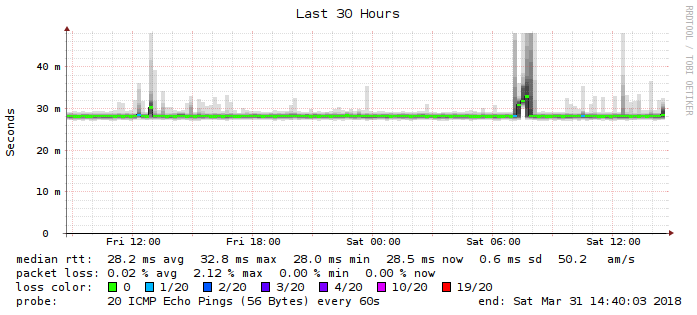 Last 30 Hours
RRDTOOL / TOBI OETIKER
Seconds
40 m
30 m
20 m
10 m
0
Fri 12:00 Fri 18:00 Sat 00:00 Sat 06:00 Sat 12:00
median rtt: 28.2 ms avg 32.8 ms max 28.0 ms min 28.5 ms now 0.6 ms sd 50.2 am/s
packet loss: 0.02 % avg 2.12 % max 0.00 % min 0.00 % now
loss color: 0 1/20 2/20 3/20 4/20 10/20 19/20
probe: 20 ICMP Echo Pings (56 Bytes) every 60s end: Sat Mar 31 14:40:03 2018